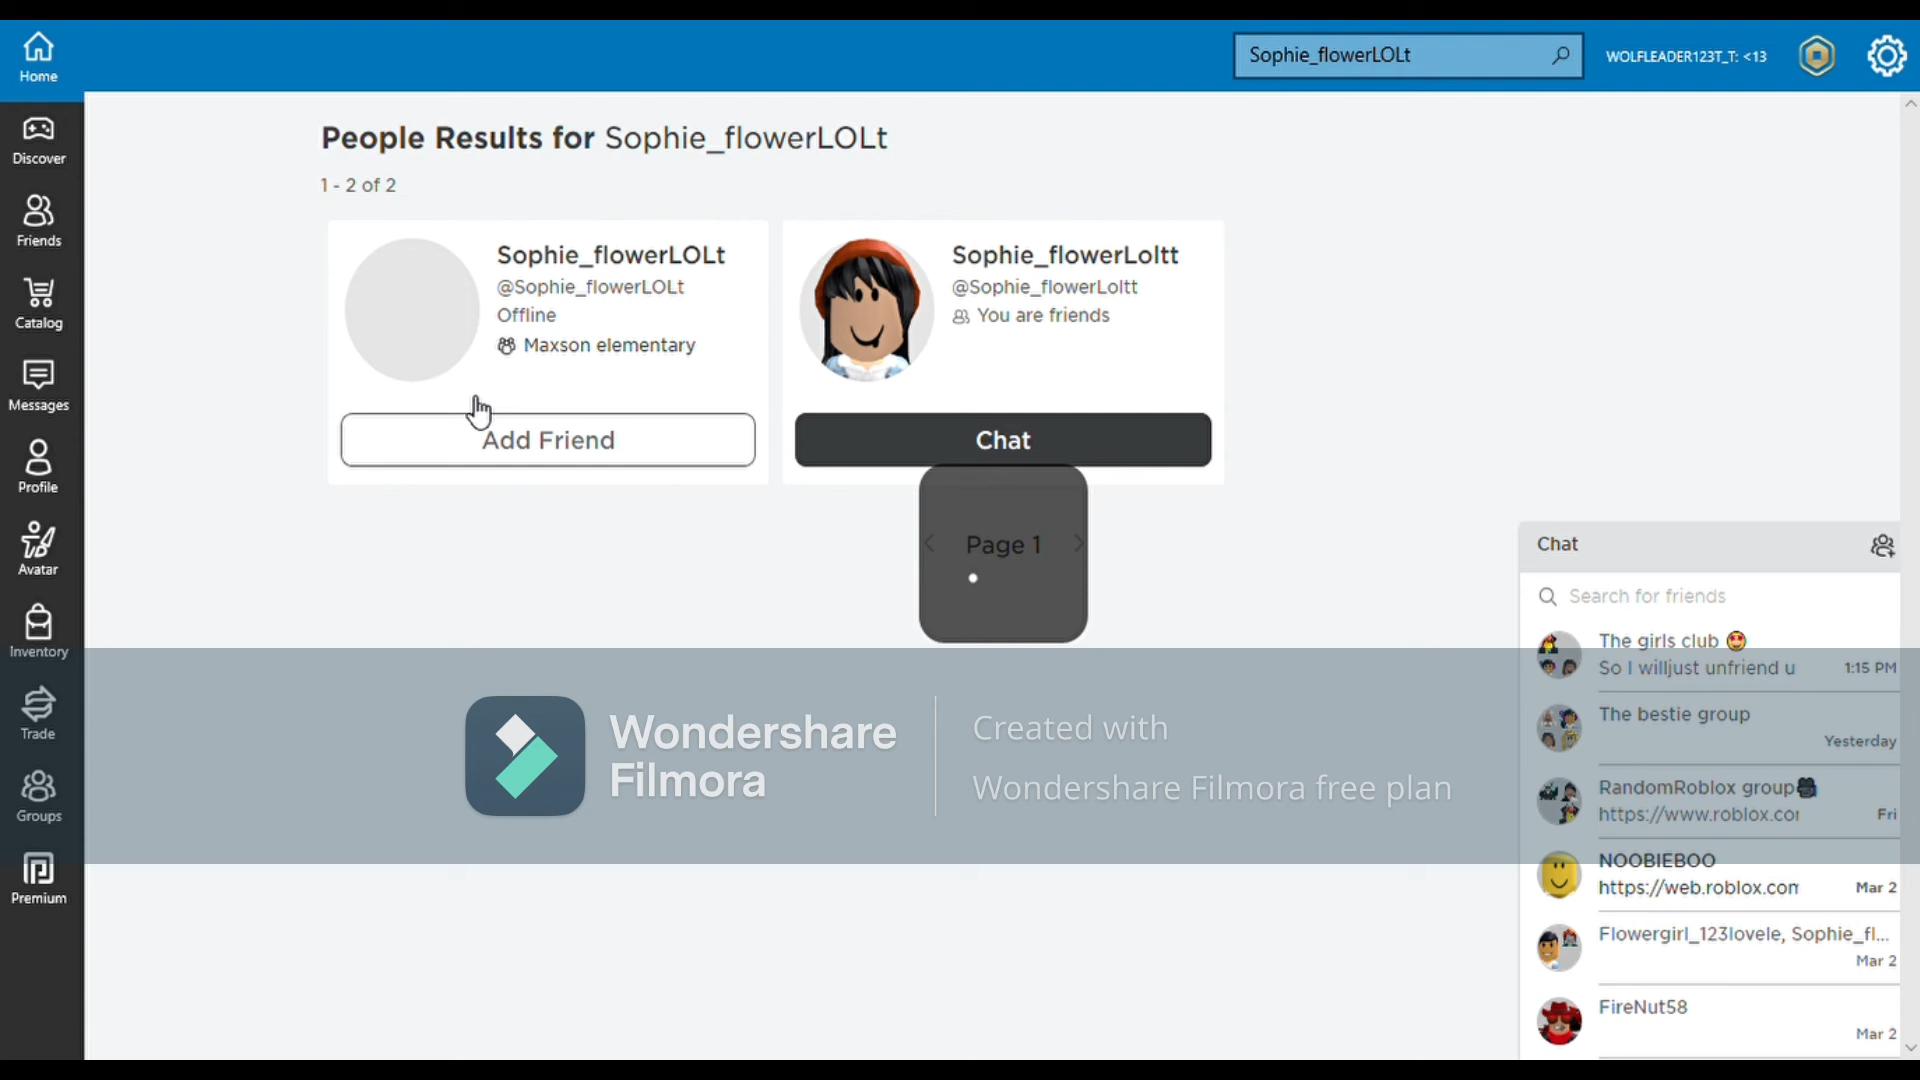 Home
Sophie_flowerLOLt
WOLFLEADER123T_T: <13
Discover
Friends
Catalog
Messages
Profile
Avatar
Inventory
Trade
Groups
Premium
People Results for Sophie_flowerLOLt
1 - 2 of 2
Sophie_flowerLOLt
@Sophie_flowerLOLt
Offline
Maxson elementary
Add Friend
Sophie_flowerLoltt
@Sophie_flowerLoltt
You are friends
Chat
Page 1
Wondershare
Filmora
Created with
Wondershare Filmora free plan
Chat
Search for friends
The girls club 😍
So I willjust unfriend u 1:15 PM
The bestie group
Yesterday
RandomRoblox group
https://www.roblox.cor Fri
NOOBIEBOO
https://web.roblox.com Mar 2
Flowergirl_123lovele, Sophie_fl...
Mar 2
FireNut58
Mar 2